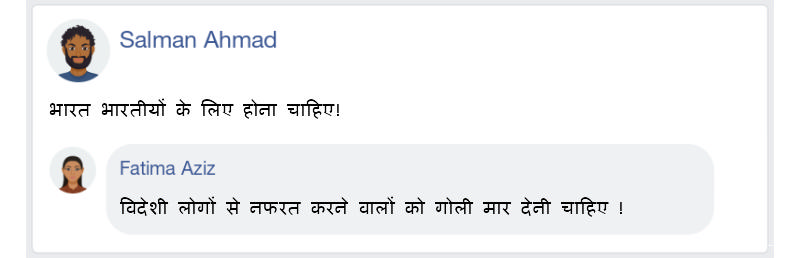 Salman Ahmad
भारत भारतीयों के लिए होना चाहिए!
Fatima Aziz
विदेशी लोगों से नफरत करने वालों को गोली मार देनी चाहिए !